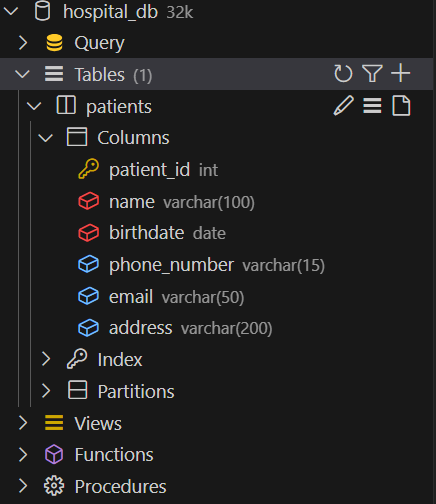 hospital_db 32k
Query
Tables (1)
patients
Columns
patient_id int
name varchar(100)
birthdate date
phone_number varchar(15)
email varchar(50)
address varchar(200)
Index
Partitions
Views
Functions
Procedures